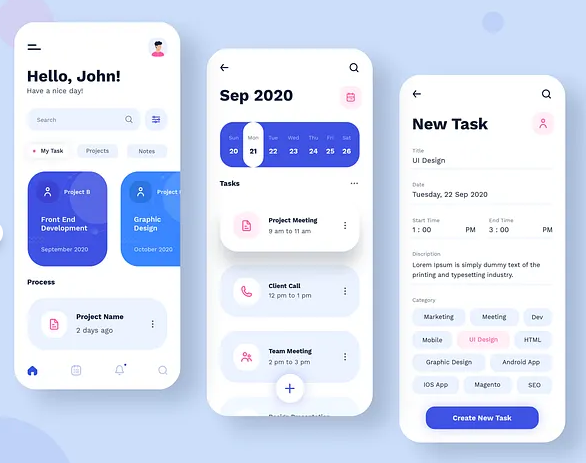 Hello, John!
Have a nice day!
Search
My Task
Projects
Notes
Project B
Front End
Development
September 2020
Project
Graphic
Design
October 2020
Process
Project Name
2 days ago
Sep 2020
Sun Mon Tue Wed Thu Fri Sat
20 21 22 23 24 25 26
Tasks
Project Meeting
9 am to 11 am
Client Call
12 pm to 1 pm
Team Meeting
2 pm to 3 pm
New Task
Title
UI Design
Date
Tuesday, 22 Sep 2020
Start Time
1 : 00 PM
End Time
3 : 00 PM
Discription
Lorem Ipsum is simply dummy text of the
printing and typesetting industry.
Category
Marketing
Meeting
Dev
Mobile
UI Design
HTML
Graphic Design
Android App
IOS App
Magento
SEO
Create New Task